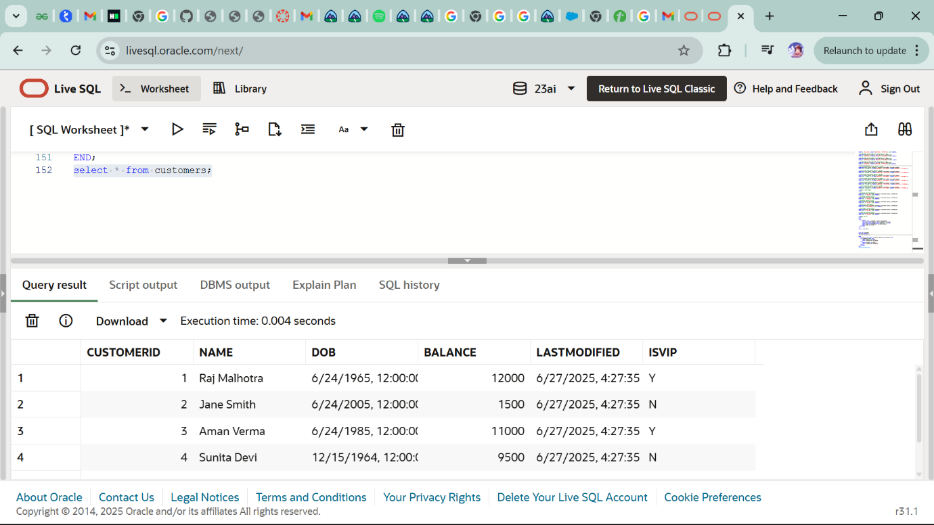 livesql.oracle.com/next/
Relaunch to update
Live SQL
Worksheet
Library
23ai
Return to Live SQL Classic
Help and Feedback
Sign Out
[ SQL Worksheet ]*
Aa
151 END;
152 select * from customers;
Query result Script output DBMS output Explain Plan SQL history
Download Execution time: 0.004 seconds
CUSTOMERID NAME DOB BALANCE LASTMODIFIED ISVIP
1 1 Raj Malhotra 6/24/1965, 12:00:00 12000 6/27/2025, 4:27:35 Y
2 2 Jane Smith 6/24/2005, 12:00:00 1500 6/27/2025, 4:27:35 N
3 3 Aman Verma 6/24/1985, 12:00:00 11000 6/27/2025, 4:27:35 Y
4 4 Sunita Devi 12/15/1964, 12:00:0 9500 6/27/2025, 4:27:35 N
About Oracle Contact Us Legal Notices Terms and Conditions Your Privacy Rights Delete Your Live SQL Account Cookie Preferences
Copyright © 2014, 2025 Oracle and/or its affiliates All rights reserved.
r31.1